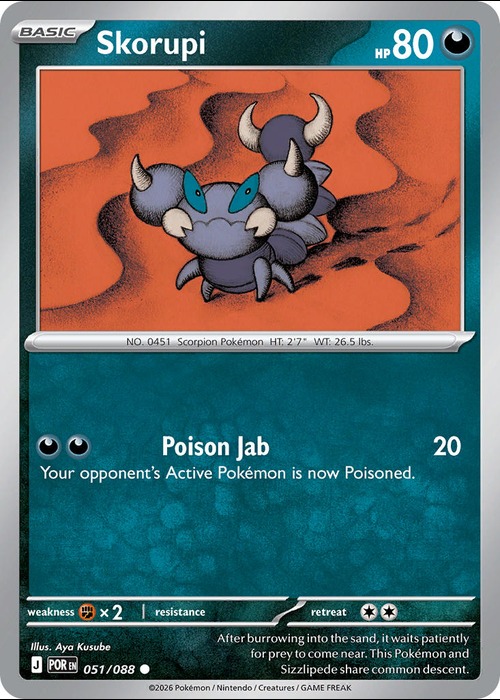 BASIC
Skorupi
HP 80
NO. 0451 Scorpion Pokémon HT: 2'7" WT: 26.5 lbs.
Poison Jab 20
Your opponent's Active Pokémon is now Poisoned.
weakness ×2 resistance retreat
Illus. Aya Kusube
After burrowing into the sand, it waits patiently
for prey to come near. This Pokémon and
Sizzlipede share common descent.
J POR EN 051/088
©2026 Pokémon / Nintendo / Creatures / GAME FREAK